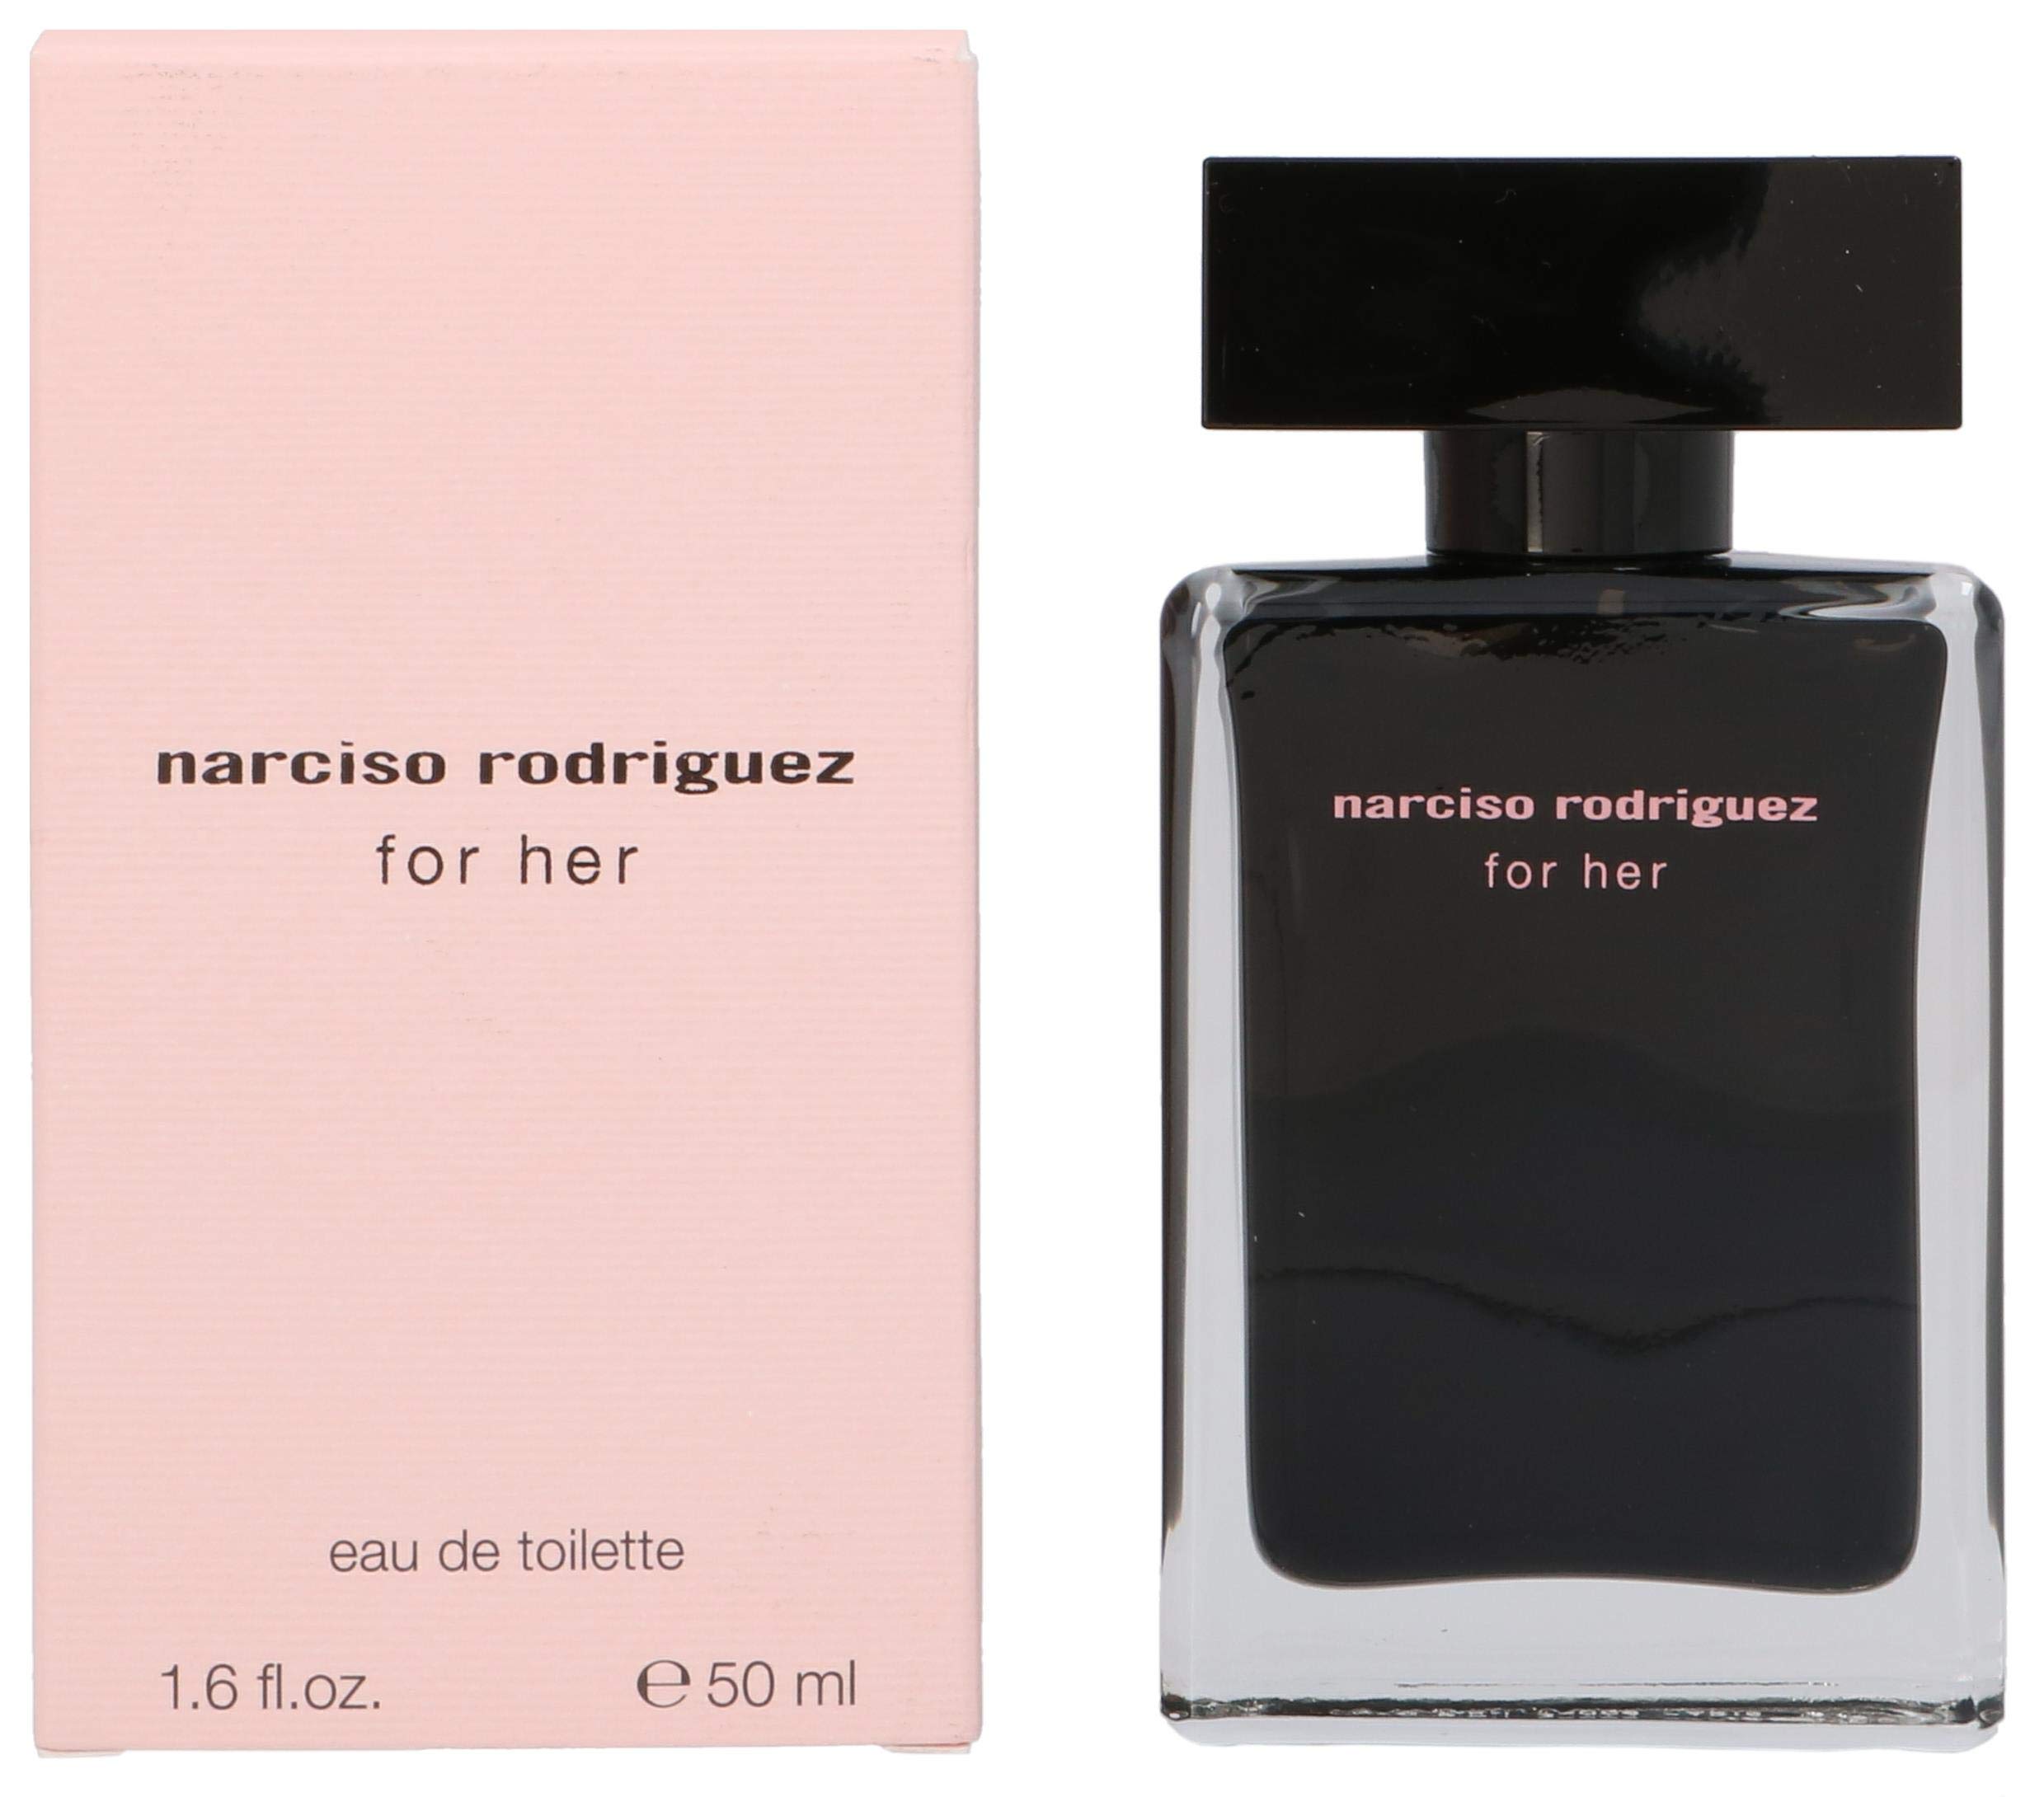 narciso rodriguez
for her
eau de toilette
1.6 fl.oz. ℮ 50 ml
narciso rodriguez
for her